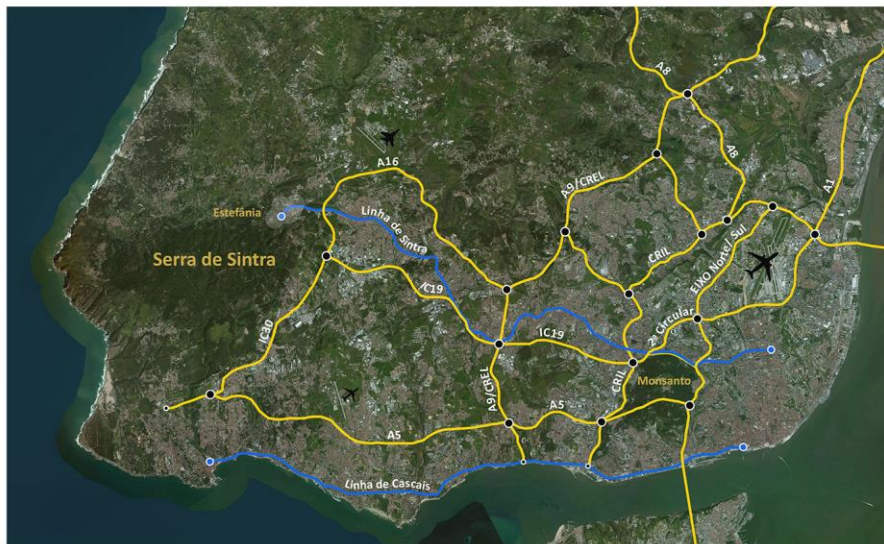 A8
A16
A9/CREL
A8
A1
Estefânia
Linha de Sintra
Serra de Sintra
CRIL
EIXO Norte/ Sul
IC19
IC30
2ª Circular
IC19
Monsanto
A9/CREL
CRIL
A5
A5
Linha de Cascais